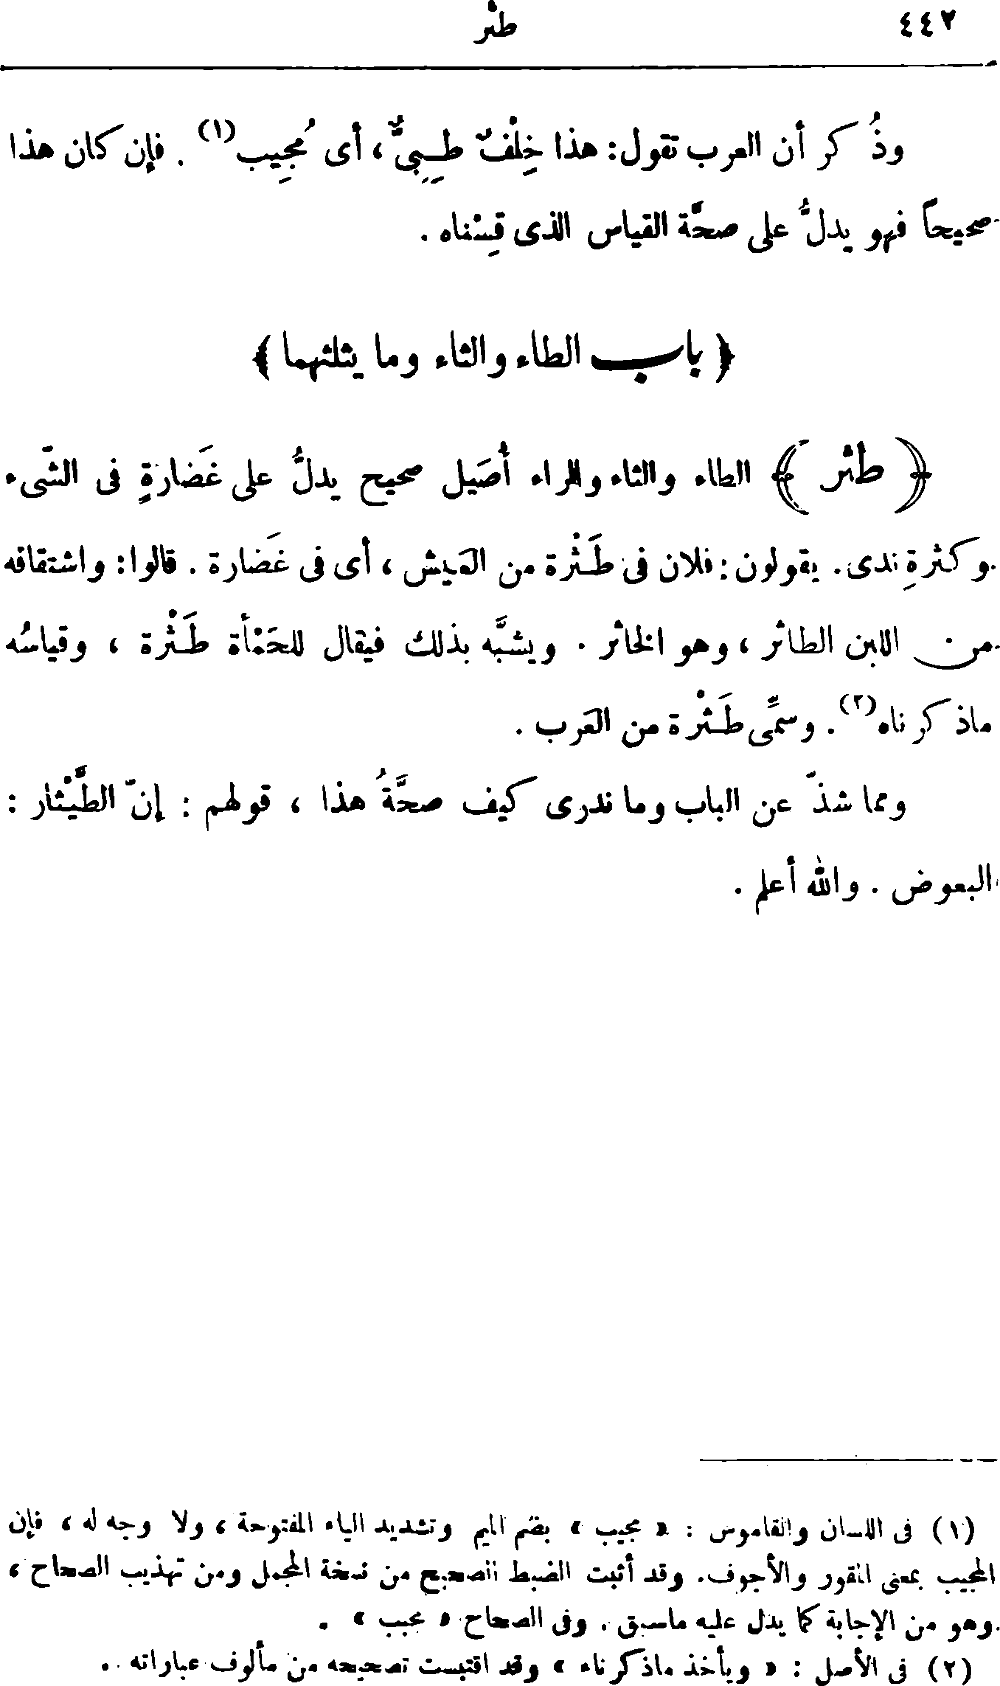 ٤٤٢ طثر
وذُكر أن العرب تقول: هذا خِلْفٌ طِبِىٌّ، أى مُجِيب(١). فإن كان هذا
صحيحاً فهو يدلُّ على صحَّة القياس الذى قِسْناه.
﴿باب الطاء والثاء وما يثلثهما﴾
﴿طثر﴾ الطاء والثاء والراء أُصَيل صحيح يدلُّ على غَضارةٍ فى الشّىء
وكثرةِ ندى. يقولون: فلان فى طَثْرة من العَيش، أى فى غَضارة. قالوا: واشتقاقه
من اللبن الطاثر، وهو الخاثر. ويشبَّه بذلك فيقال للحَمْأة طَثْرة، وقياسُه
ماذكرناه(٢). وسمِّى طَثْرة من العَرب.
ومما شذّ عن الباب وما ندرى كيف صحَّةُ هذا، قولهم: إنّ الطَّيْثار:
البعوض. والله أعلم.
(١) فى اللسان والقاموس: « مجيب » بضم الميم وتشديد الياء المفتوحة، ولا وجه له، فإن
المجيب بمعنى المقور والأجوف. وقد أثبت الضبط الصحيح من نسخة المجمل ومن تهذيب الصحاح،
وهو من الإجابة كما يدل عليه ماسبق. وفى الصحاح « مجبب ».
(٢) فى الأصل: « ويأخذ ماذكرناه » وقد اقتبست تصحيحه من مألوف عباراته.